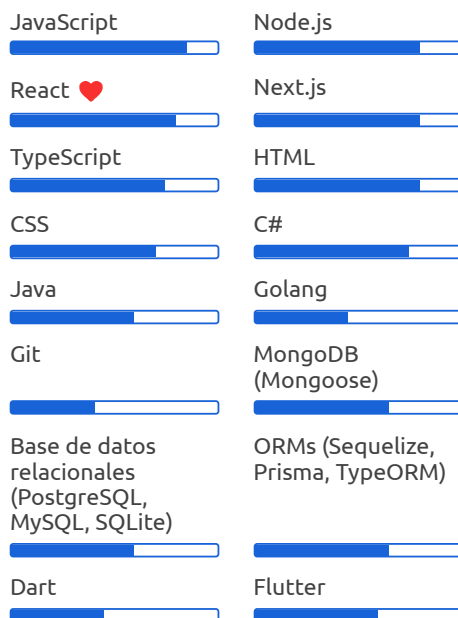 JavaScript
Node.js
React ❤
Next.js
TypeScript
HTML
CSS
C#
Java
Golang
Git
MongoDB
(Mongoose)
Base de datos
relacionales
(PostgreSQL,
MySQL, SQLite)
ORMs (Sequelize,
Prisma, TypeORM)
Dart
Flutter